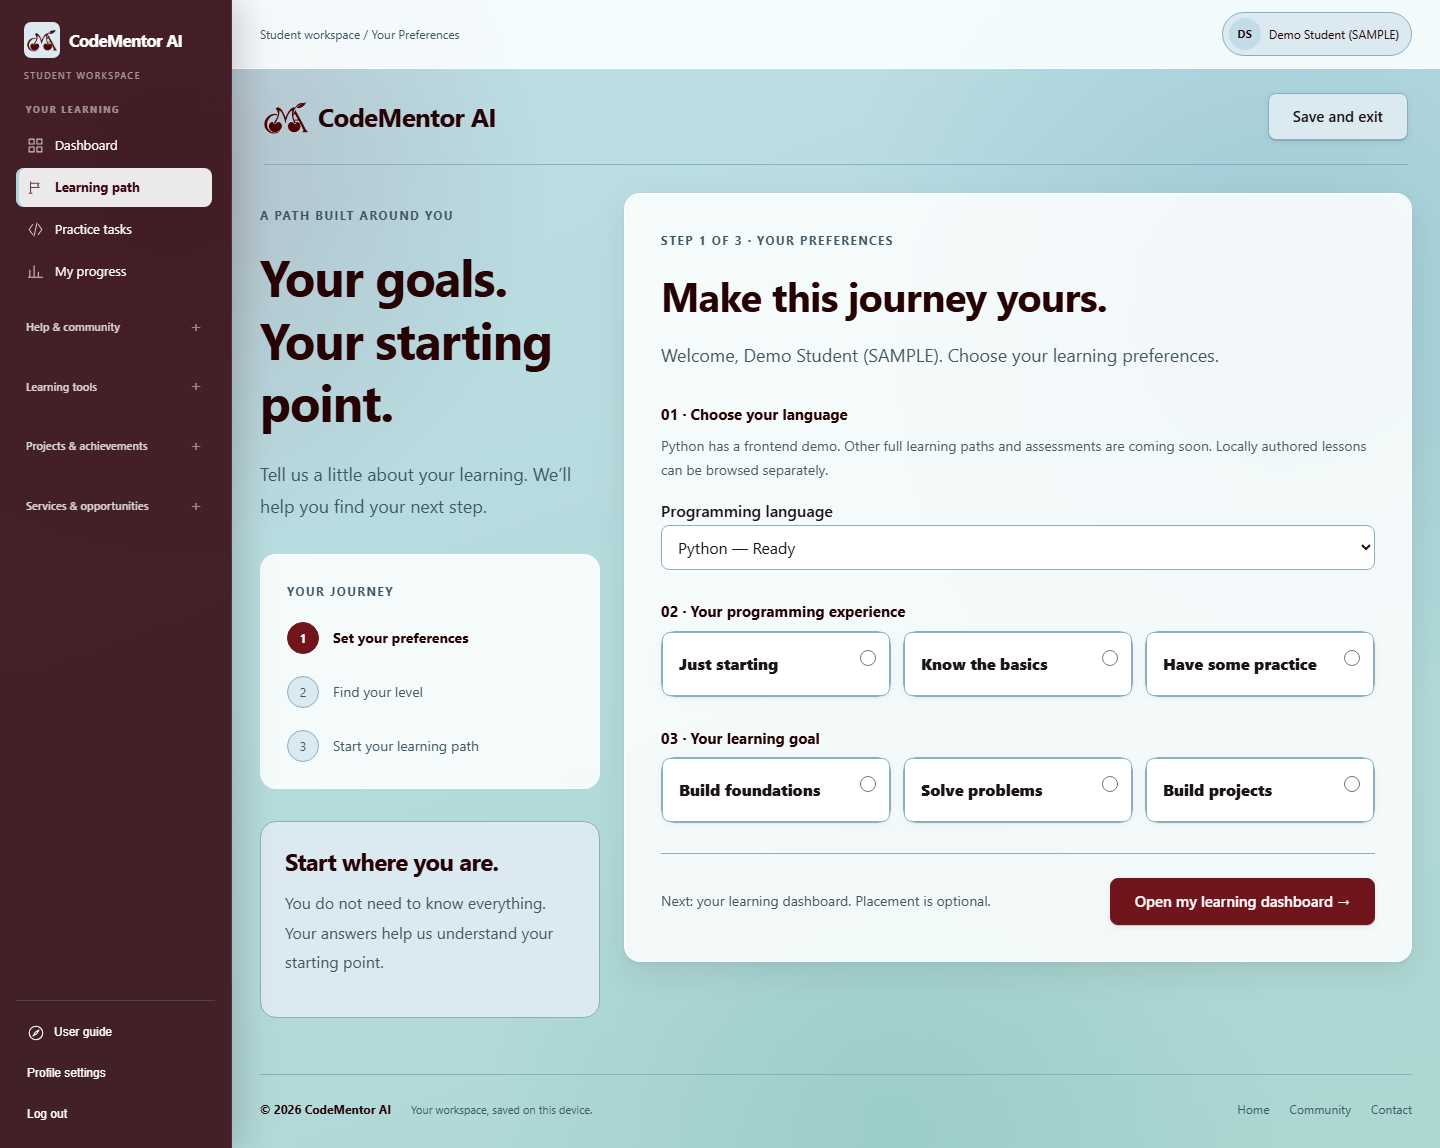 CodeMentor AI
STUDENT WORKSPACE
YOUR LEARNING
Dashboard
Learning path
Practice tasks
My progress
Help & community +
Learning tools +
Projects & achievements +
Services & opportunities +
User guide
Profile settings
Log out
Student workspace / Your Preferences
DS Demo Student (SAMPLE)
CodeMentor AI
Save and exit
A PATH BUILT AROUND YOU
Your goals.
Your starting
point.
Tell us a little about your learning. We’ll
help you find your next step.
YOUR JOURNEY
1 Set your preferences
2 Find your level
3 Start your learning path
Start where you are.
You do not need to know everything.
Your answers help us understand your
starting point.
STEP 1 OF 3 · YOUR PREFERENCES
Make this journey yours.
Welcome, Demo Student (SAMPLE). Choose your learning preferences.
01 · Choose your language
Python has a frontend demo. Other full learning paths and assessments are coming soon. Locally authored lessons
can be browsed separately.
Programming language
Python — Ready
02 · Your programming experience
Just starting Know the basics Have some practice
03 · Your learning goal
Build foundations Solve problems Build projects
Next: your learning dashboard. Placement is optional.
Open my learning dashboard →
© 2026 CodeMentor AI Your workspace, saved on this device.
Home Community Contact